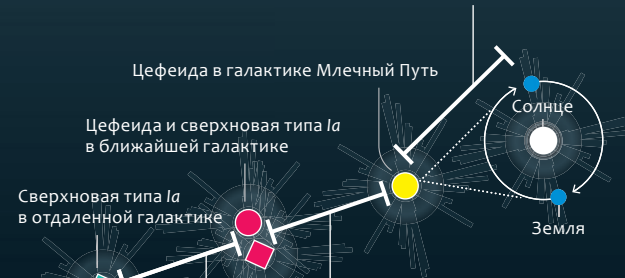 Цефеида в галактике Млечный Путь
Солнце
Цефеида и сверхновая типа Ia
в ближайшей галактике
Сверхновая типа Ia
в отдаленной галактике
Земля